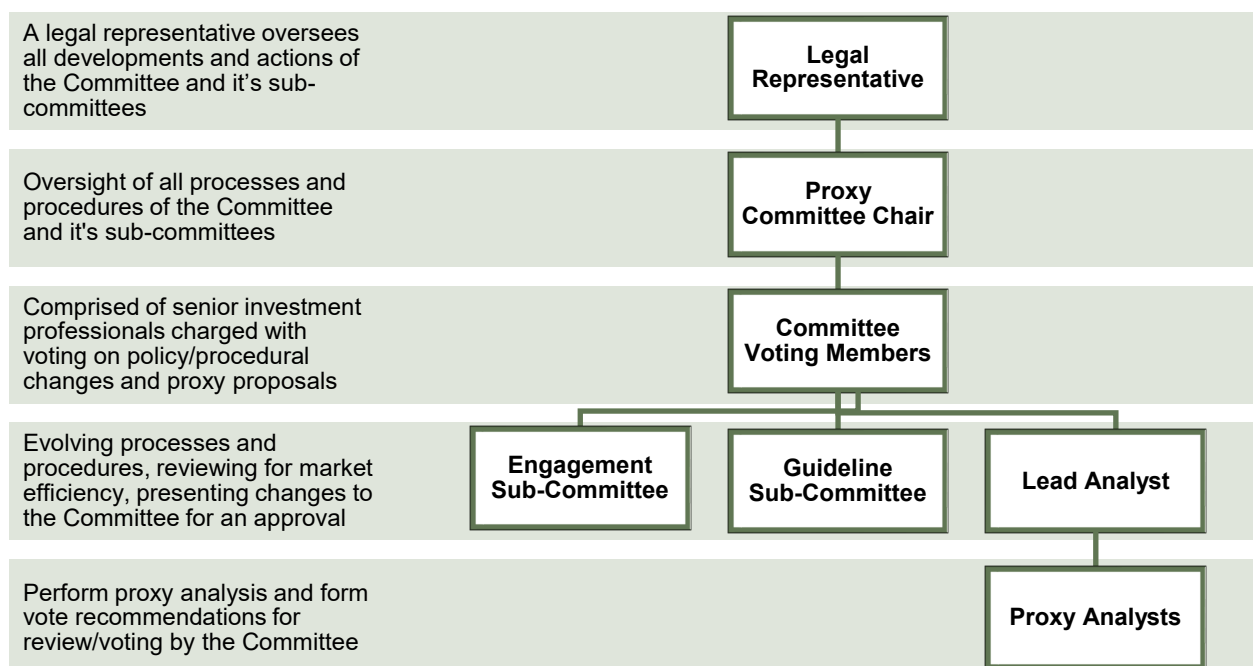 A legal representative oversees
all developments and actions of
the Committee and it’s sub-
committees
Legal
Representative
Oversight of all processes and
procedures of the Committee
and it's sub-committees
Proxy
Committee Chair
Comprised of senior investment
professionals charged with
voting on policy/procedural
changes and proxy proposals
Committee
Voting Members
Evolving processes and
procedures, reviewing for market
efficiency, presenting changes to
the Committee for an approval
Engagement
Sub-Committee
Guideline
Sub-Committee
Lead Analyst
Perform proxy analysis and form
vote recommendations for
review/voting by the Committee
Proxy Analysts